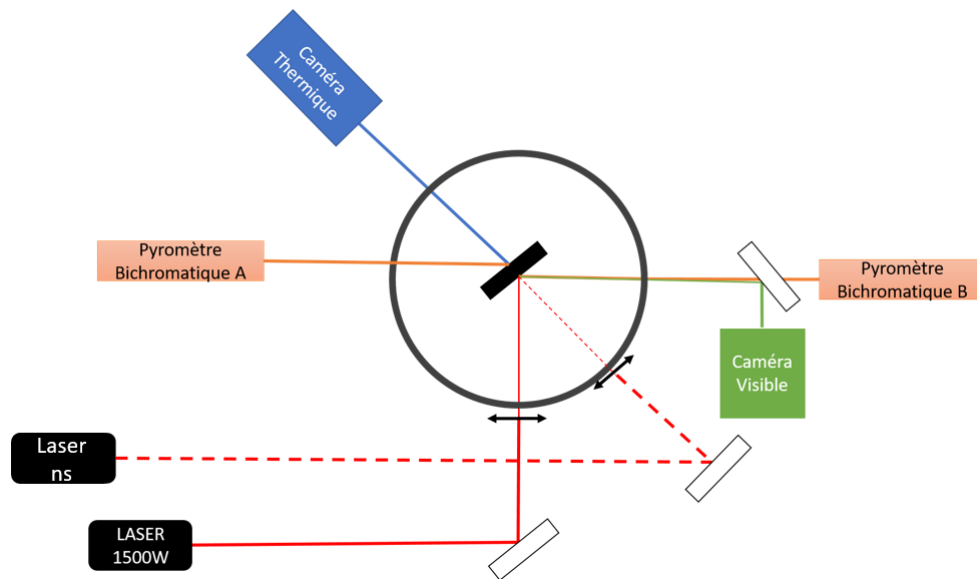 Caméra
Thermique
Pyromètre
Bichromatique A
Pyromètre
Bichromatique B
Caméra
Visible
Laser
ns
LASER
1500W